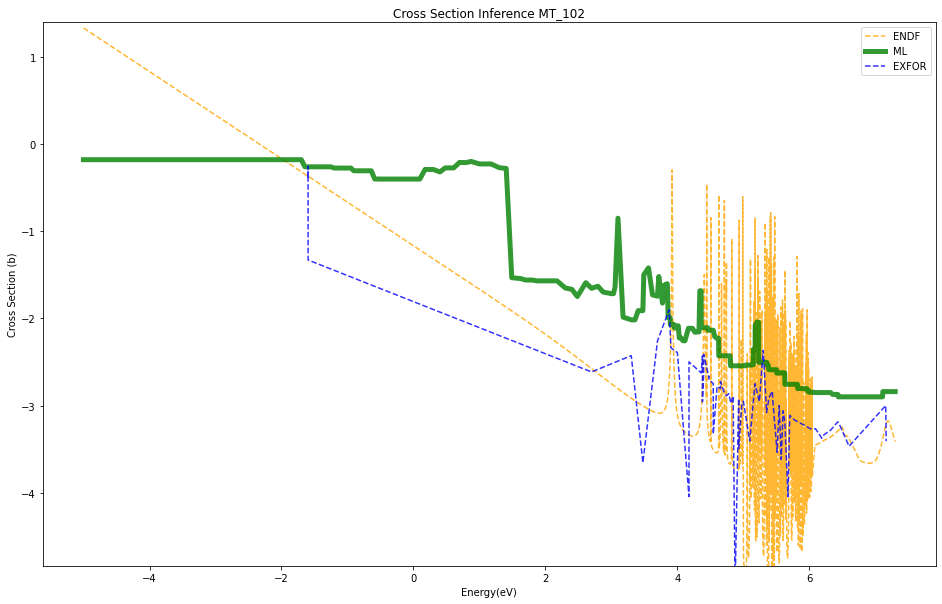 Cross Section Inference MT_102
ENDF
ML
EXFOR
Cross Section (b)
1
0
−1
−2
−3
−4
−4
−2
0
2
4
6
Energy(eV)